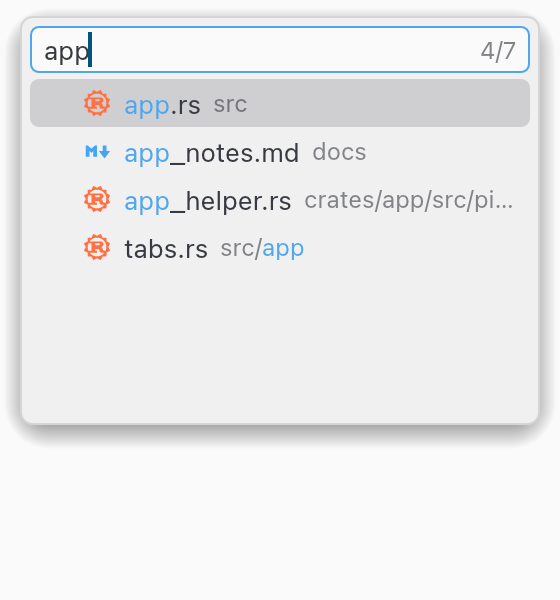 app 4/7
app.rs src
app_notes.md docs
app_helper.rs crates/app/src/pi...
tabs.rs src/app